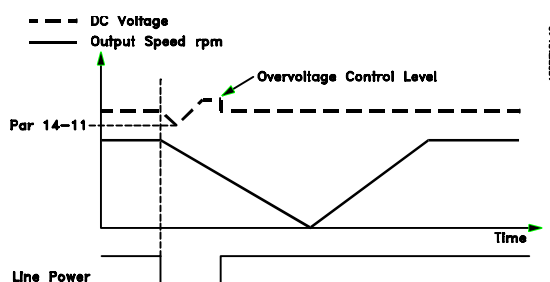 DC Voltage
Output Speed rpm
Overvoltage Control Level
Par 14-11
Time
Line Power